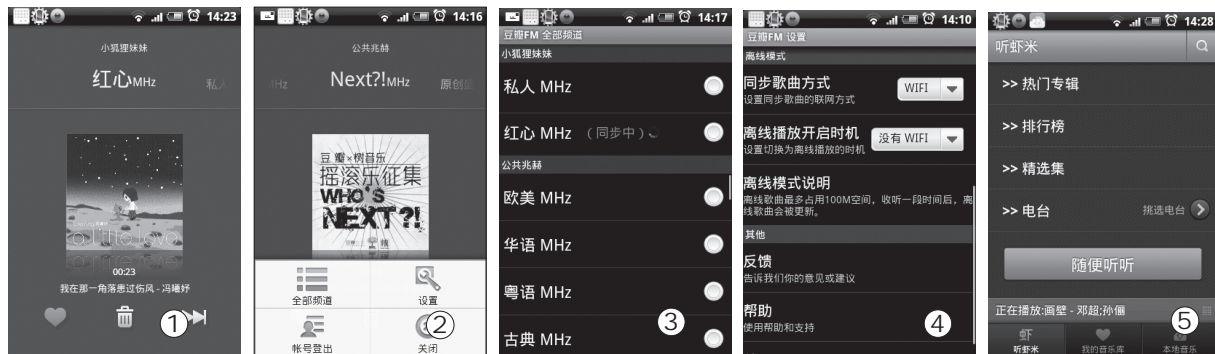 14:23
小狐狸妹妹
红心MHz 私人
a little love
00:23
我在那一角落患过伤风 - 冯曦妤
①
14:16
公共兆赫
Next?!MHz 原创
豆瓣×树音乐
摇滚乐征集
WHO'S
NEXT?!
全部频道 设置
帐号登出 关闭
②
14:17
豆瓣FM 全部频道
小狐狸妹妹
私人 MHz
红心 MHz （同步中）
公共兆赫
欧美 MHz
华语 MHz
粤语 MHz
古典 MHz
③
14:10
豆瓣FM 设置
离线模式
同步歌曲方式 WIFI
设置同步歌曲的联网方式
离线播放开启时机 没有 WIFI
设置切换为离线播放的时机
离线模式说明
离线歌曲最多占用100M空间，收听一段时间后，离
线歌曲会被更新。
其他
反馈
告诉我们你的意见或建议
帮助
使用帮助和支持
④
14:28
听虾米
>> 热门专辑
>> 排行榜
>> 精选集
>> 电台 挑选电台
随便听听
正在播放:画壁 - 邓超;孙俪
虾
听虾米 我的音乐库 本地音乐
⑤